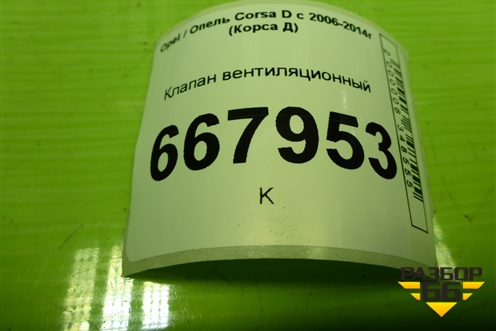 Opel / Опель Corsa D с 2006-2014г
(Корса Д)
Клапан вентиляционный
667953
К
РАЗБОР
66